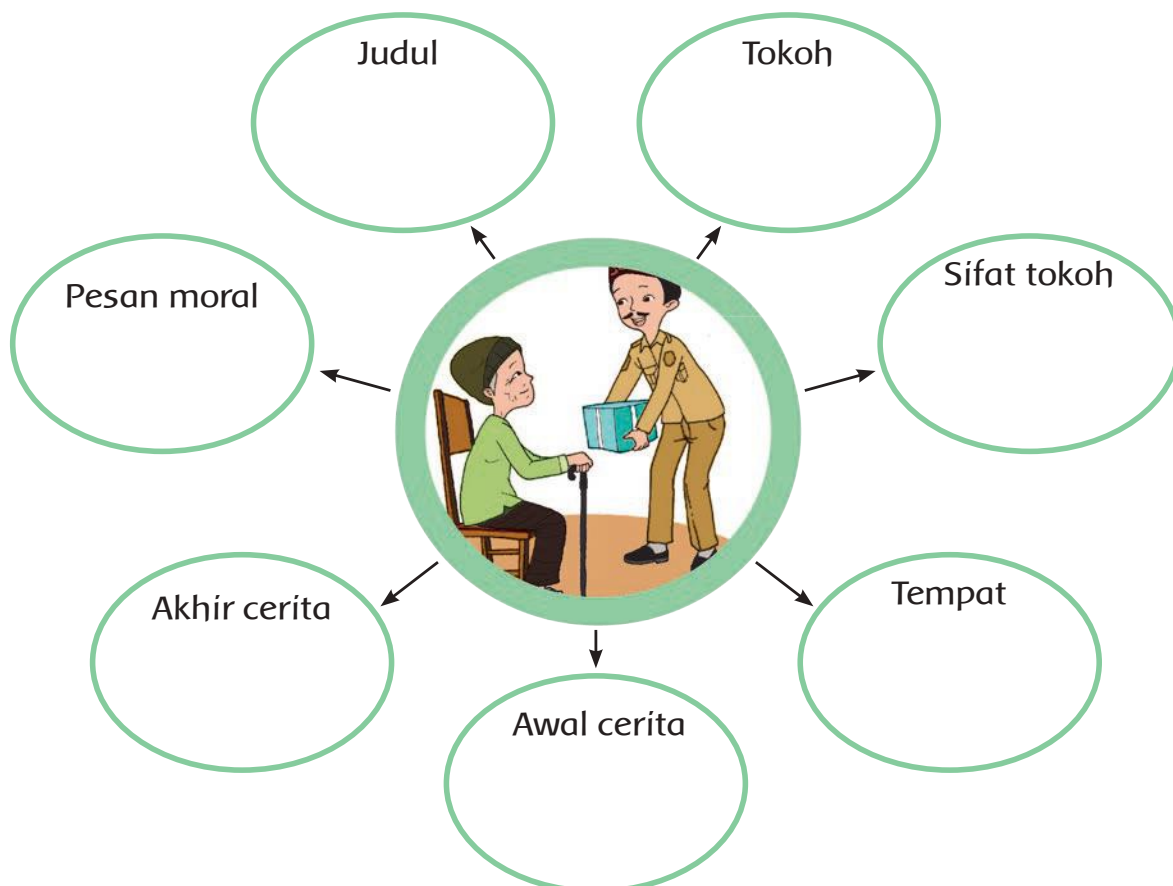 Judul
Tokoh
Pesan moral
Sifat tokoh
Akhir cerita
Tempat
Awal cerita